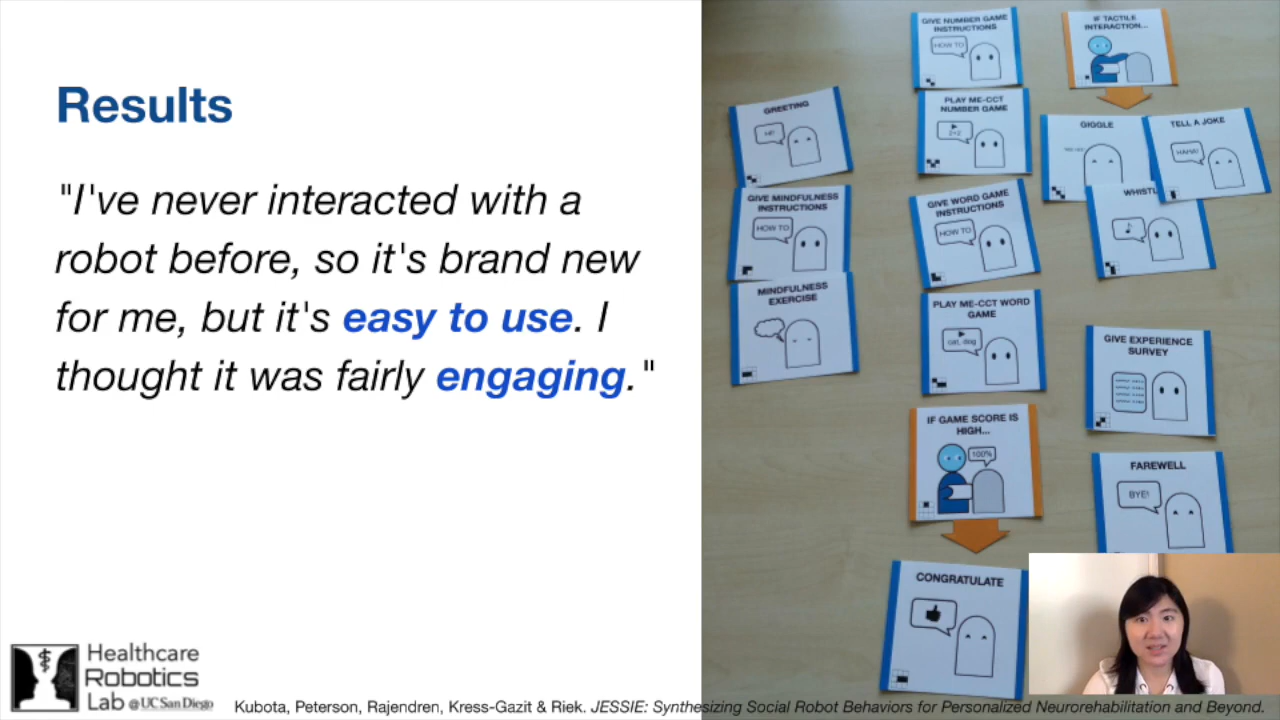 Results
"I've never interacted with a
robot before, so it's brand new
for me, but it's easy to use. I
thought it was fairly engaging."
GREETING
HI!
GIVE MINDFULNESS
INSTRUCTIONS
HOW TO
MINDFULNESS
EXERCISE
GIVE NUMBER GAME
INSTRUCTIONS
HOW TO
PLAY ME-CCT
NUMBER GAME
2+2
GIVE WORD GAME
INSTRUCTIONS
HOW TO
PLAY ME-CCT WORD
GAME
cat, dog
IF GAME SCORE IS
HIGH...
100%
CONGRATULATE
IF TACTILE
INTERACTION...
GIGGLE
TELL A JOKE
HAHA!
WHISTL
GIVE EXPERIENCE
SURVEY
FAREWELL
BYE!
Healthcare
Robotics
Lab @ UC San Diego
Kubota, Peterson, Rajendren, Kress-Gazit & Riek. JESSIE: Synthesizing Social Robot Behaviors for Personalized Neurorehabilitation and Beyond.